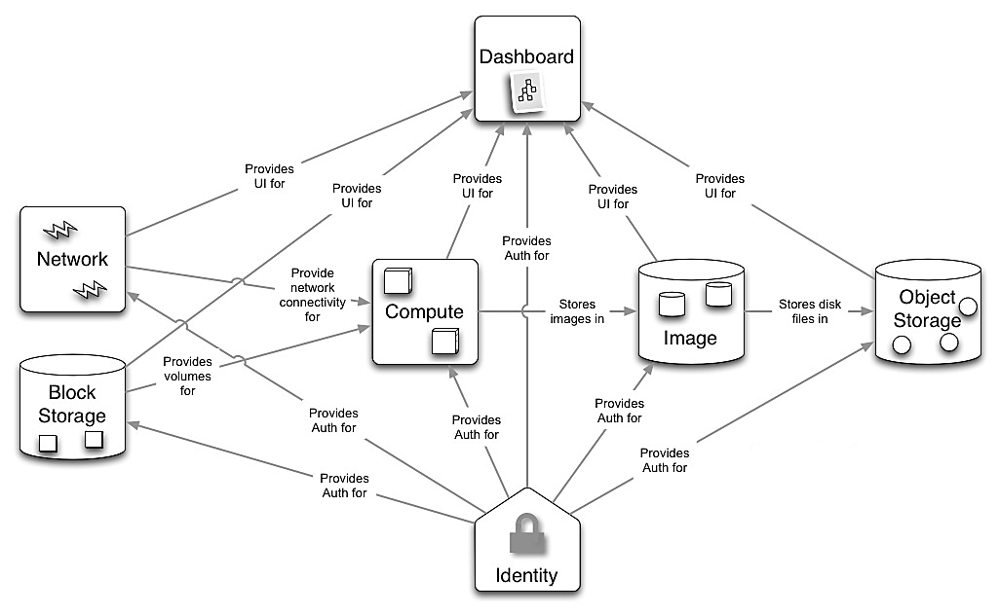 Dashboard
Provides
UI for
Provides
UI for
Provides
UI for
Provides
UI for
Provides
UI for
Provides
Auth for
Network
Provide
network
connectivity
for
Compute
Stores disk
files in
Stores
images in
Object
Storage
Image
Provides
volumes
for
Block
Storage
Provides
Auth for
Provides
Auth for
Provides
Auth for
Provides
Auth for
Provides
Auth for
Identity